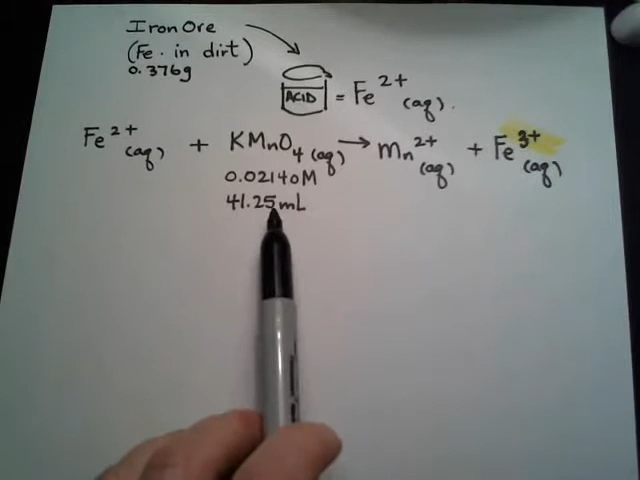 Iron Ore
(Fe. in dirt)
0.376g
ACID = Fe²⁺(aq).
Fe²⁺(aq) + KMnO₄(aq) → Mn²⁺(aq) + Fe³⁺(aq)
0.02140M
41.25mL